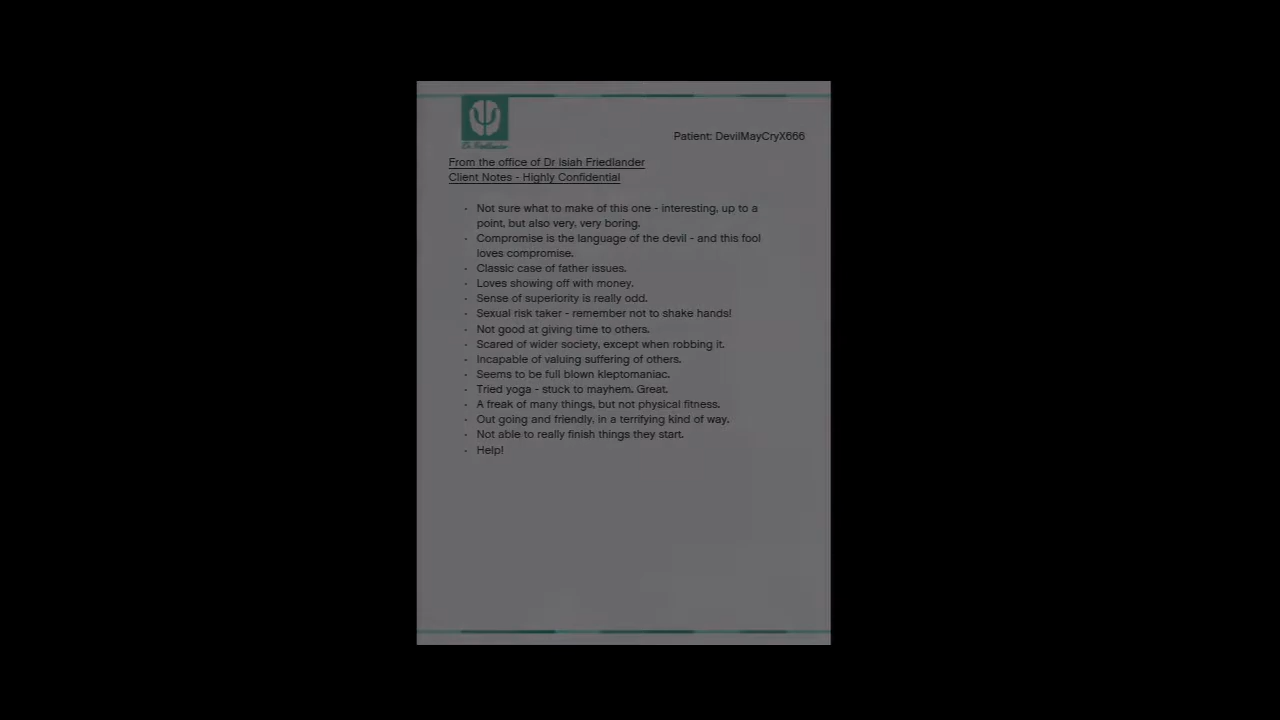 Dr. Friedlander
Patient: DevilMayCryX666
From the office of Dr Isiah Friedlander
Client Notes - Highly Confidential
- Not sure what to make of this one - interesting, up to a
point, but also very, very boring.
- Compromise is the language of the devil - and this fool
loves compromise.
- Classic case of father issues.
- Loves showing off with money.
- Sense of superiority is really odd.
- Sexual risk taker - remember not to shake hands!
- Not good at giving time to others.
- Scared of wider society, except when robbing it.
- Incapable of valuing suffering of others.
- Seems to be full blown kleptomaniac.
- Tried yoga - stuck to mayhem. Great.
- A freak of many things, but not physical fitness.
- Out going and friendly, in a terrifying kind of way.
- Not able to really finish things they start.
- Help!